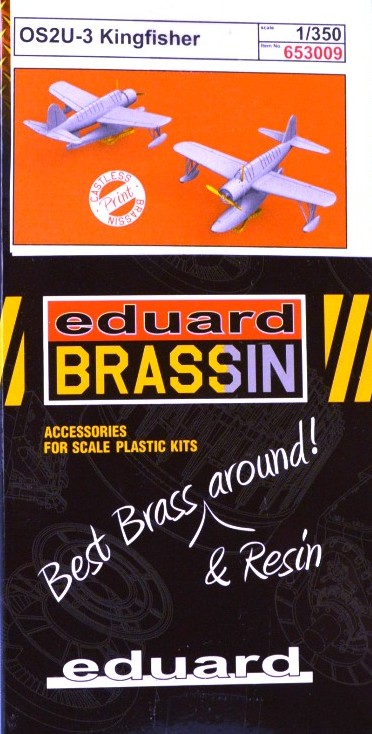 OS2U-3 Kingfisher
scale
1/350
Item No
653009
CASTLESS
Print
BRASSIN
eduard
BRASSIN
ACCESSORIES
FOR SCALE PLASTIC KITS
Best Brass around!
& Resin
eduard